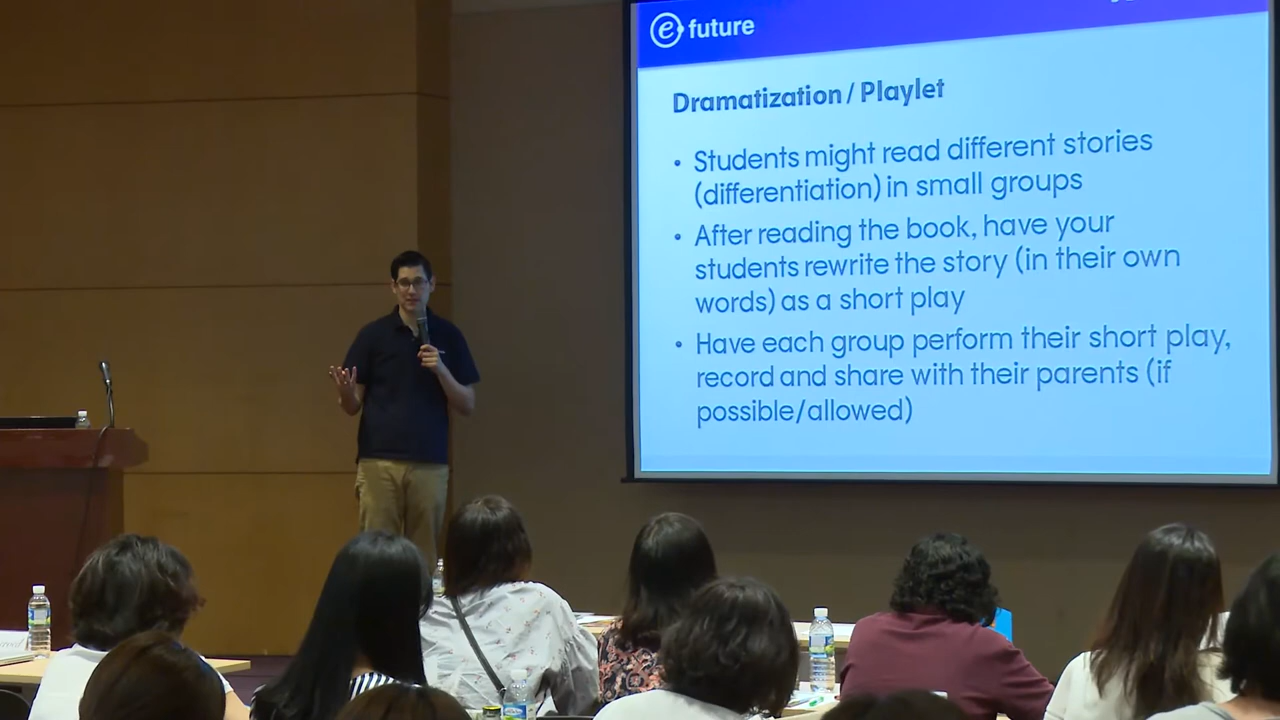 e future
Dramatization / Playlet
• Students might read different stories
(differentiation) in small groups
• After reading the book, have your
students rewrite the story (in their own
words) as a short play
• Have each group perform their short play,
record and share with their parents (if
possible/allowed)